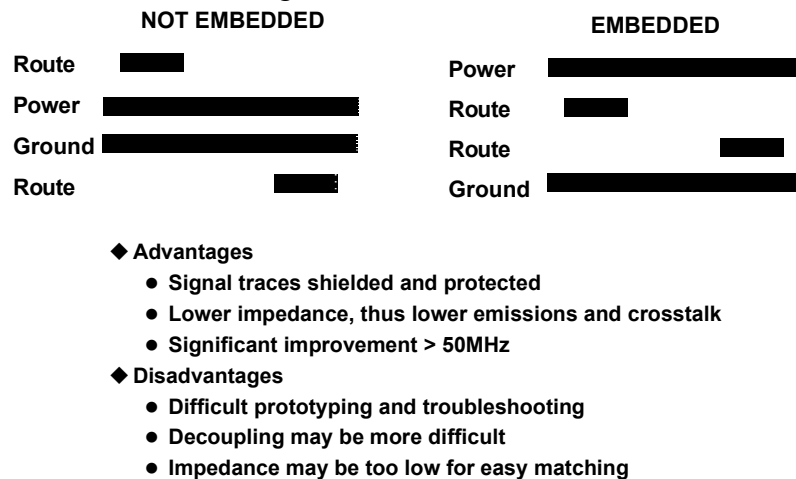 NOT EMBEDDED
EMBEDDED
Route
Power
Ground
Route
Power
Route
Route
Ground
◆ Advantages
● Signal traces shielded and protected
● Lower impedance, thus lower emissions and crosstalk
● Significant improvement > 50MHz
◆ Disadvantages
● Difficult prototyping and troubleshooting
● Decoupling may be more difficult
● Impedance may be too low for easy matching